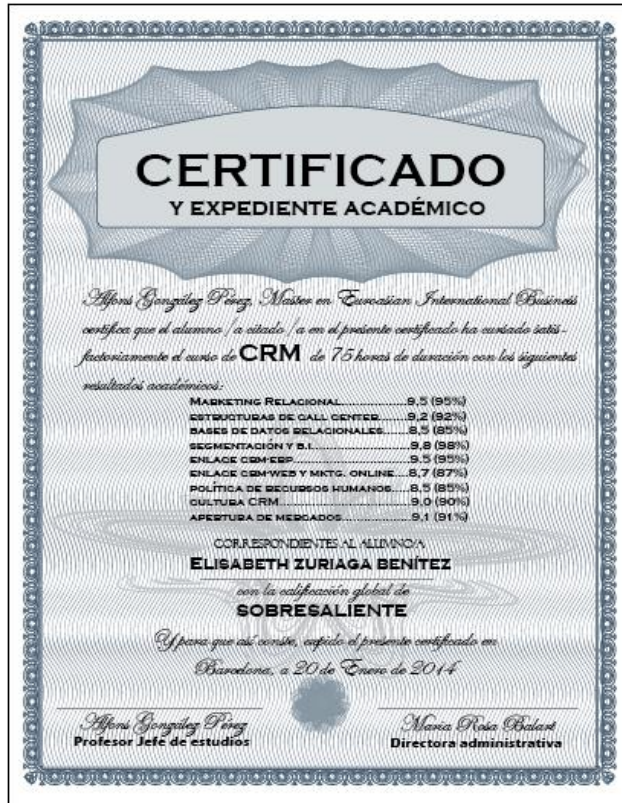 CERTIFICADO
Y EXPEDIENTE ACADÉMICO
Alfons González Pérez, Master en Euroasian International Business
certifica que el alumno/a citado/a en el presente certificado ha cursado satis-
factoriamente el curso de CRM de 75 horas de duración con los siguientes
resultados académicos:
MARKETING RELACIONAL....................9,5 (95%)
ESTRUCTURAS DE CALL CENTER.........9,2 (92%)
BASES DE DATOS RELACIONALES......8,5 (85%)
SEGMENTACIÓN Y B.I..........................9,8 (98%)
ENLACE CRM-ERP...............................9,5 (95%)
ENLACE CRM-WEB Y MKTG. ONLINE....8,7 (87%)
POLÍTICA DE RECURSOS HUMANOS....8,5 (85%)
CULTURA CRM...................................9,0 (90%)
APERTURA DE MERCADOS.................9,1 (91%)
CORRESPONDIENTES AL ALUMNO/A
ELISABETH ZURIAGA BENÍTEZ
con la calificación global de
SOBRESALIENTE
Y para que así conste, expido el presente certificado en
Barcelona, a 20 de Enero de 2014
Alfons González Pérez
Profesor Jefe de estudios
Maria Rosa Balart
Directora administrativa